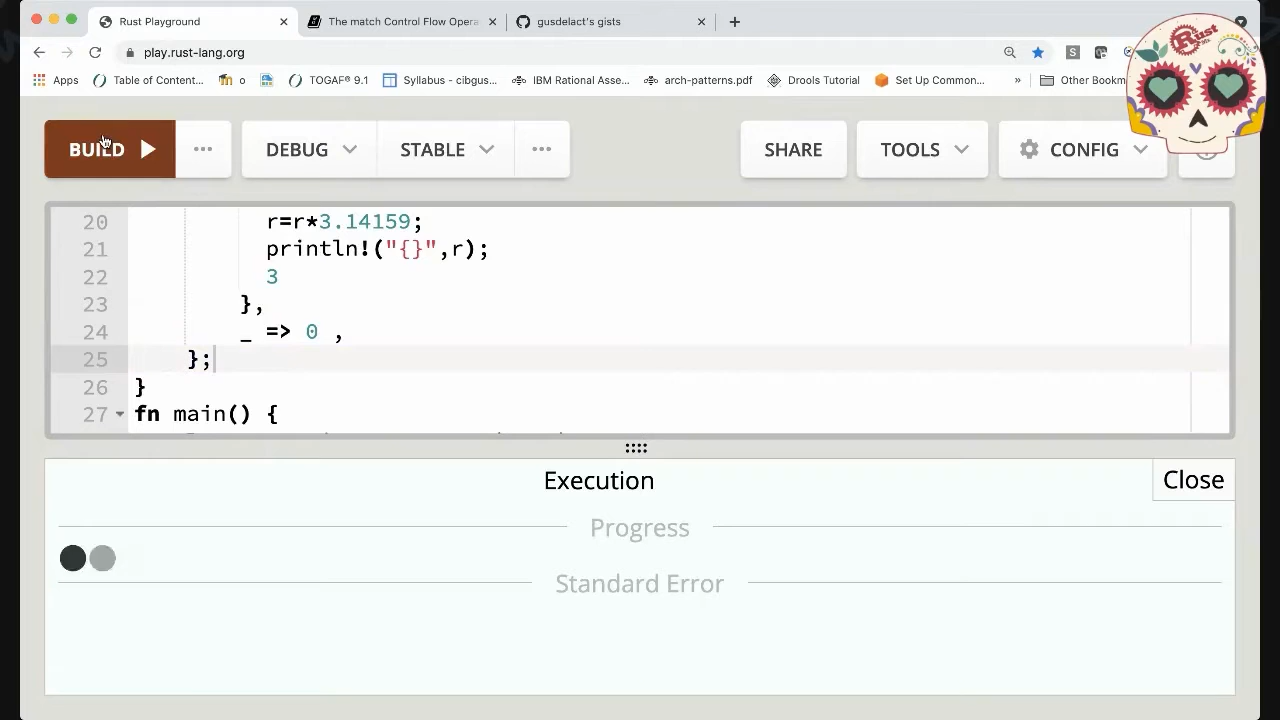 Rust Playground
The match Control Flow Opera
gusdelact's gists
play.rust-lang.org
S
Apps
Table of Content...
o
TOGAF® 9.1
Syllabus - cibgus...
IBM Rational Asse...
arch-patterns.pdf
Drools Tutorial
Set Up Common...
»
Other Bookm
Rust
BUILD
...
DEBUG
STABLE
...
SHARE
TOOLS
CONFIG
20 r=r*3.14159;
21 println!("{}",r);
22 3
23 },
24 _ => 0 ,
25 };
26 }
27 fn main() {
Execution
Close
Progress
Standard Error